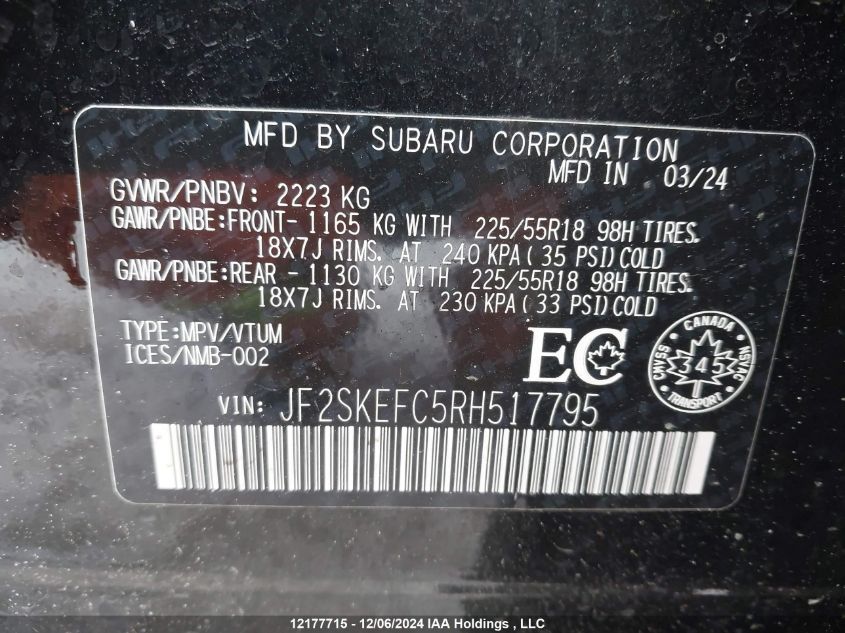 MFD BY SUBARU CORPORATION
MFD IN 03/24
GVWR/PNBV: 2223 KG
GAWR/PNBE:FRONT- 1165 KG WITH 225/55R18 98H TIRES.
18X7J RIMS. AT 240 KPA( 35 PSI)COLD
GAWR/PNBE:REAR - 1130 KG WITH 225/55R18 98H TIRES.
18X7J RIMS. AT 230 KPA( 33 PSI)COLD
TYPE:MPV/VTUM
ICES/NMB-002
EC
CANADA
CMVSS 345 NSVAC
TRANSPORT
VIN: JF2SKEFC5RH517795
12177715 - 12/06/2024 IAA Holdings , LLC